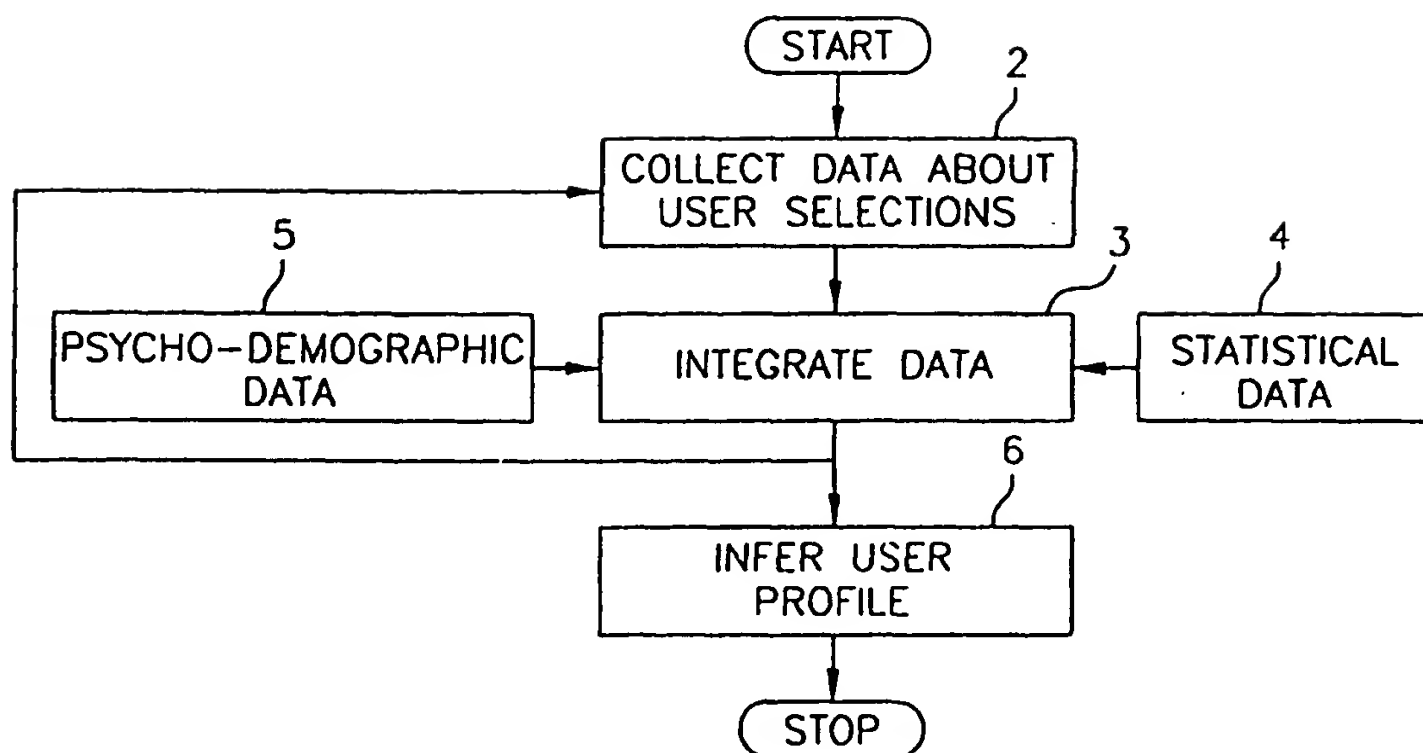 START
2
COLLECT DATA ABOUT
USER SELECTIONS
5
3
4
PSYCHO-DEMOGRAPHIC
DATA
INTEGRATE DATA
STATISTICAL
DATA
6
INFER USER
PROFILE
STOP